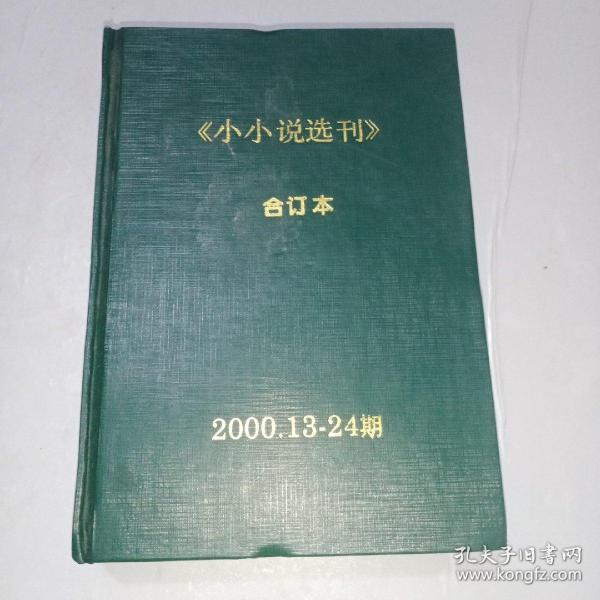 《小小说选刊》
合订本
2000.13-24期
孔夫子旧书网
www.kongfz.com